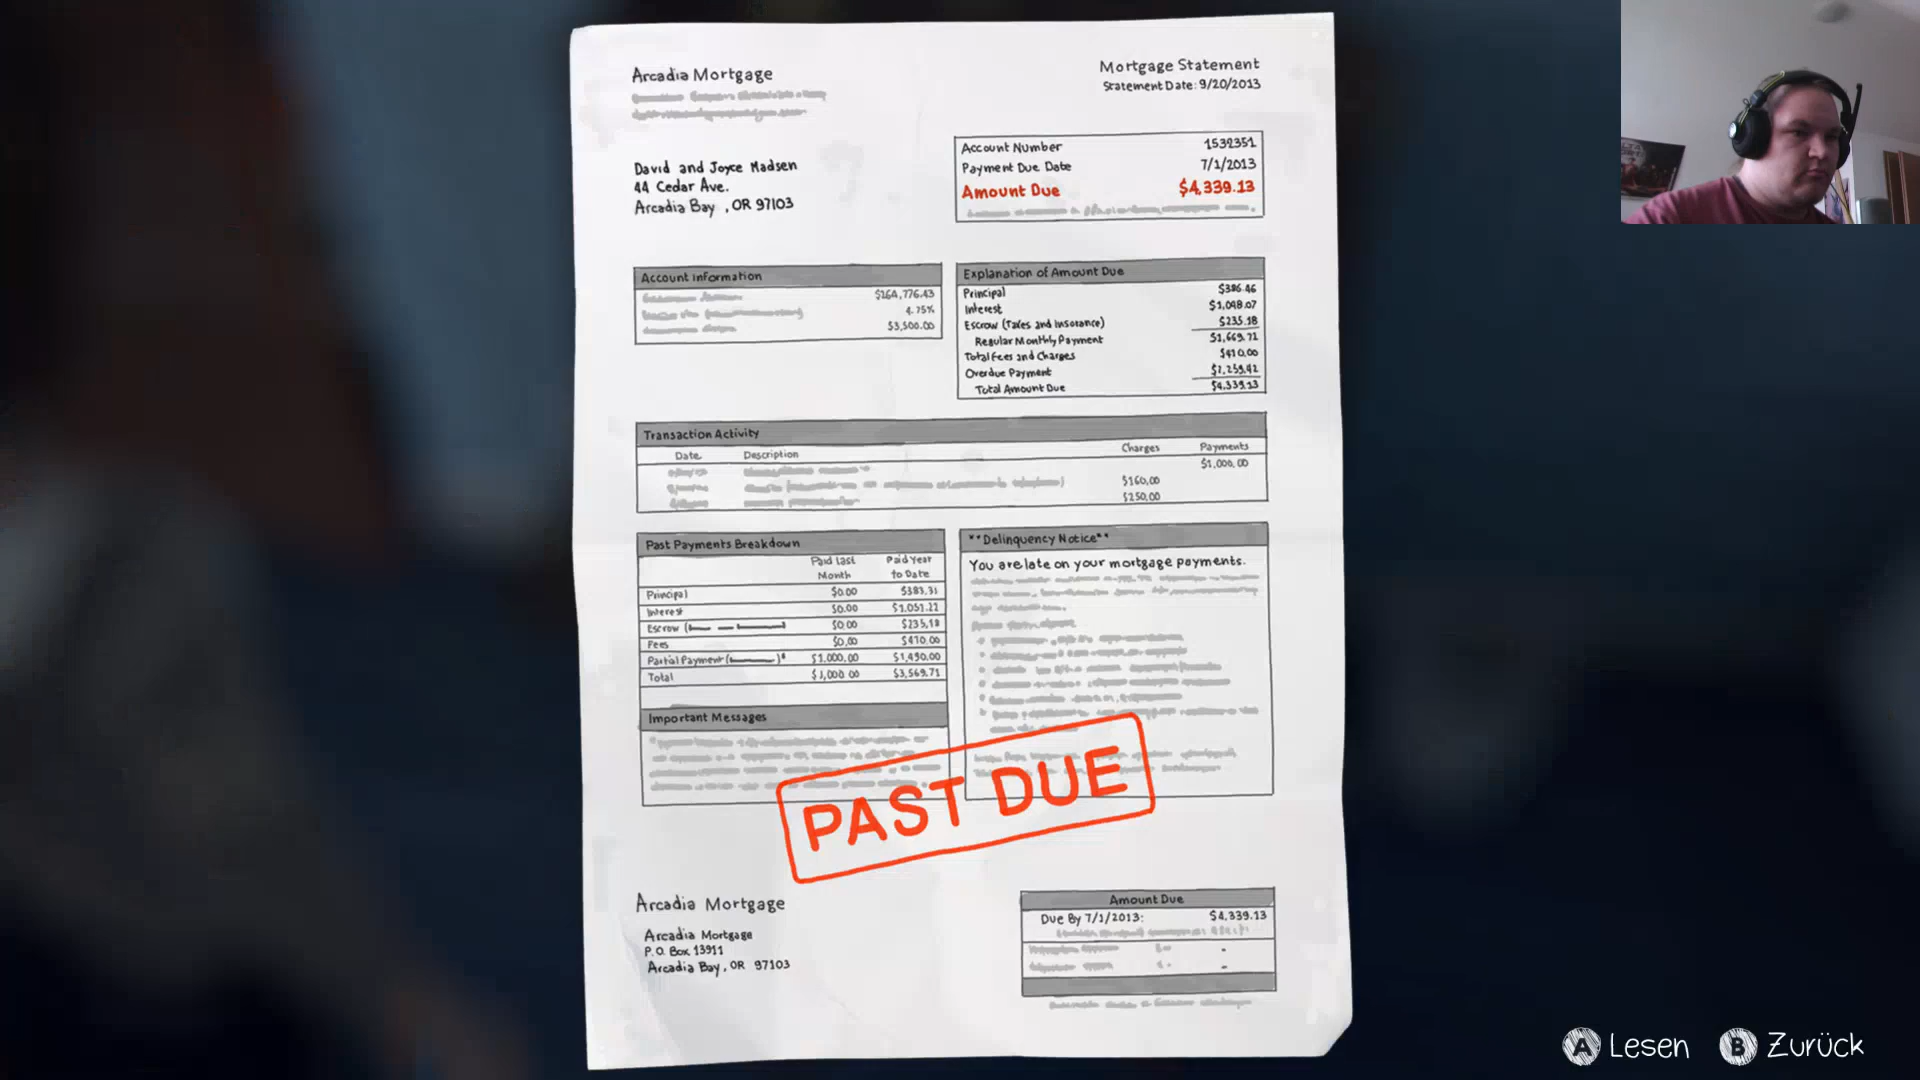 Arcadia Mortgage
Mortgage Statement
Statement Date: 9/20/2013
David and Joyce Madsen
44 Cedar Ave.
Arcadia Bay , OR 97103
Account Number 1532351
Payment Due Date 7/1/2013
Amount Due $4,339.13
Account Information
$264,776.43
4.75%
$3,500.00
Explanation of Amount Due
Principal $386.46
Interest $1,048.07
Escrow (Taxes and Insurance) $235.18
Regular Monthly Payment $1,669.71
Total Fees and Charges $410.00
Overdue Payment $2,259.42
Total Amount Due $4,339.13
Transaction Activity
Date Description Charges Payments
$1,000.00
$160.00
$250.00
Past Payments Breakdown
Paid Last Month
Paid Year to Date
Principal $0.00 $383.31
Interest $0.00 $1,051.22
Escrow ( $0.00 $235.18
Fees $0.00 $410.00
Partial Payment ( )* $1,000.00 $1,490.00
Total $1,000.00 $3,569.71
Important Messages
**Delinquency Notice**
You are late on your mortgage payments.
PAST DUE
Arcadia Mortgage
Arcadia Mortgage
P.O. Box 13911
Arcadia Bay, OR 97103
Amount Due
Due By 7/1/2013: $4,339.13
A Lesen B Zurück